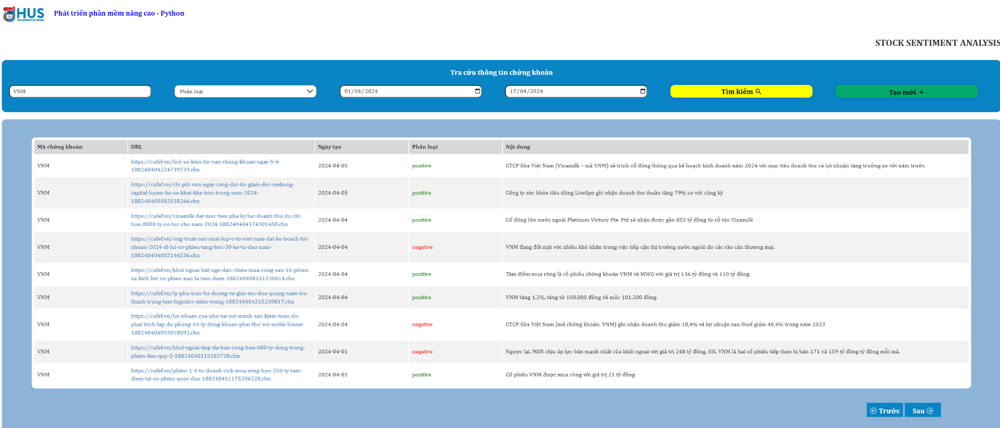 HUS
VNU UNIVERSITY OF SCIENCE
Phát triển phần mềm nâng cao - Python
STOCK SENTIMENT ANALYSIS
Tra cứu thông tin chứng khoán
VNM
Phân loại
01/04/2024
17/04/2024
Tìm kiếm
Tạo mới +
Mã chứng khoán URL Ngày tạo Phân loại Nội dung
https://cafef.vn/lich-su-kien-tin-van-chung-khoan-ngay-5-4-
VNM 2024-04-05 positive CTCP Sữa Việt Nam (Vinamilk – mã VNM) sẽ trình cổ đông thông qua kế hoạch kinh doanh năm 2024 với mục tiêu doanh thu và lợi nhuận tăng trưởng so với năm trước.
188240404224739733.chn
https://cafef.vn/chi-phi-von-ngay-cang-dat-do-giam-doc-mekong-
VNM capital-tuyen-bo-se-khat-khe-hon-trong-nam-2024- 2024-04-05 positive Công ty sức khỏe tiêu dùng LiveSpo ghi nhận doanh thu thuần tăng 79% so với cùng kỳ
188240405082538266.chn
https://cafef.vn/vinamilk-dat-muc-tieu-pha-ky-luc-doanh-thu-du-chi-
VNM 2024-04-04 positive Cổ đông lớn nước ngoài Platinum Victory Pte. Ptd sẽ nhận được gần 855 tỷ đồng từ cổ tức Vinamilk
hon-8000-ty-co-tuc-cho-nam-2024-188240404174301458.chn
https://cafef.vn/ong-trum-san-xuat-lop-o-to-viet-nam-dat-ke-hoach-loi-
VNM nhuan-2024-di-lui-co-phieu-tang-boc-30-ke-tu-dau-nam- 2024-04-04 negative VNM đang đối mặt với nhiều khó khăn trong việc tiếp cận thị trường nước ngoài do các rào cản thương mại.
188240404002146536.chn
https://cafef.vn/khoi-ngoai-bat-ngo-dao-chieu-mua-rong-sau-16-phien-
VNM 2024-04-04 positive Tâm điểm mua ròng là cổ phiếu chứng khoán VNM và MWG với giá trị 136 tỷ đồng và 110 tỷ đồng.
xa-kich-liet-co-phieu-nao-la-tam-diem-188240404151530814.chn
https://cafef.vn/ty-phu-tran-ba-duong-va-giac-mo-dua-quang-nam-tro-
VNM 2024-04-04 positive VNM tăng 1,2%, tăng từ 100.000 đồng về mốc 101.200 đồng.
thanh-trung-tam-logistics-mien-trung-188240404215230817.chn
https://cafef.vn/loi-nhuan-cua-phu-tai-sut-manh-sau-kiem-toan-do-
VNM phai-trich-lap-du-phong-43-ty-dong-khoan-phai-thu-voi-noble-house- 2024-04-04 negative CTCP Sữa Việt Nam (mã chứng khoán: VNM) ghi nhận doanh thu giảm 18,4% và lợi nhuận sau thuế giảm 48,4% trong năm 2023
188240404093818092.chn
https://cafef.vn/khoi-ngoai-tiep-da-ban-rong-hon-680-ty-dong-trong-
VNM 2024-04-01 negative Ngược lại, MSN chịu áp lực bán mạnh nhất của khối ngoại với giá trị 248 tỷ đồng, SSI, VNM là hai cổ phiếu tiếp theo bị bán 171 và 159 tỷ đồng tỷ đồng mỗi mã.
phien-dau-quy-2-18824040115183738.chn
https://cafef.vn/phien-1-4-tu-doanh-ctck-mua-rong-hon-250-ty-tam-
VNM 2024-04-01 positive Cổ phiếu VNM được mua ròng với giá trị 21 tỷ đồng
diem-tai-co-phieu-quoc-dan-188240401175206228.chn
Trước
Sau